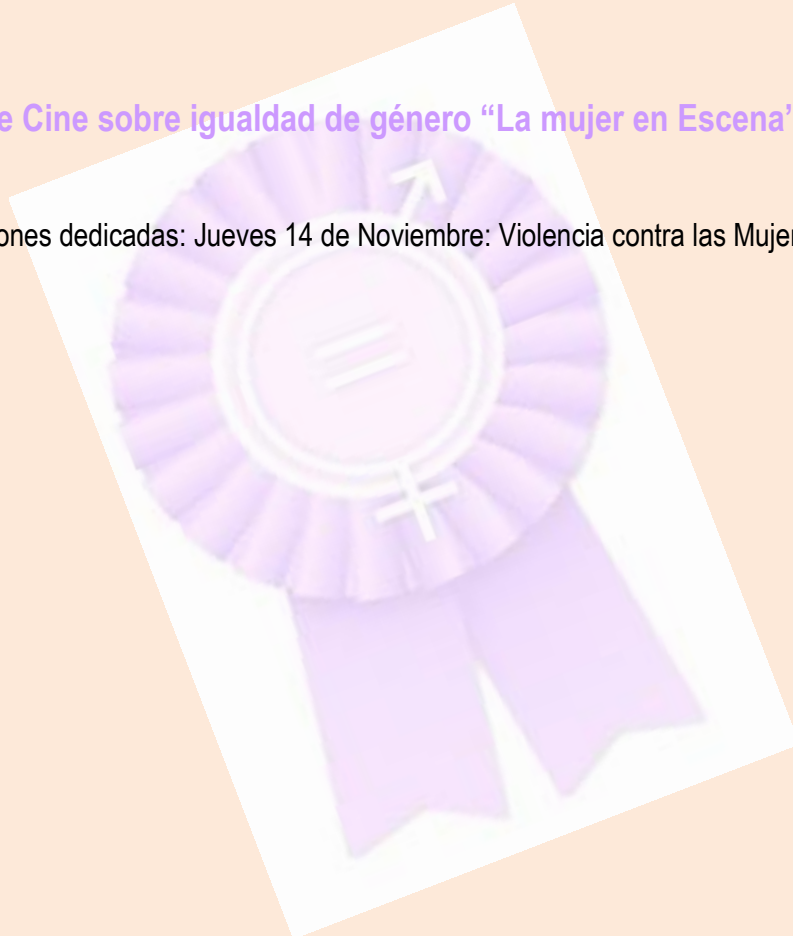 e Cine sobre igualdad de género “La mujer en Escena”
ones dedicadas: Jueves 14 de Noviembre: Violencia contra las Mujer